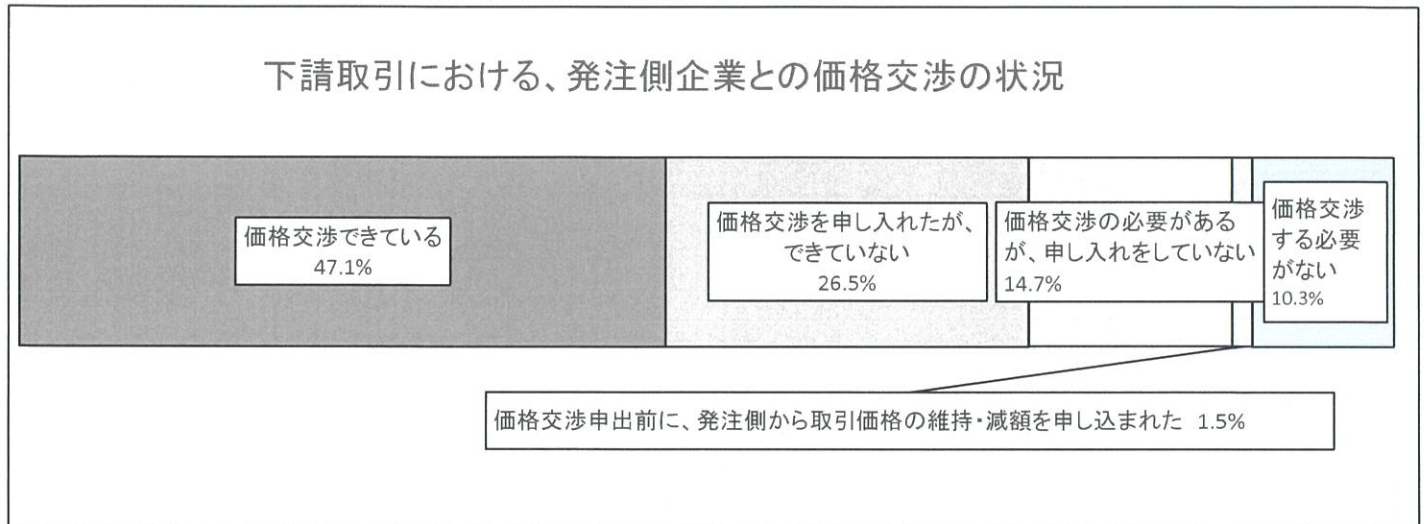 下請取引における、発注側企業との価格交渉の状況
価格交渉できている
47.1%
価格交渉を申し入れたが、
できていない
26.5%
価格交渉の必要がある
が、申し入れをしていない
14.7%
価格交渉
する必要
がない
10.3%
価格交渉申出前に、発注側から取引価格の維持・減額を申し込まれた 1.5%